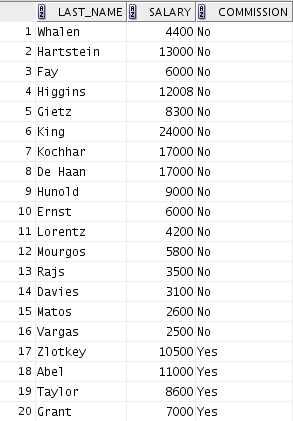 LAST_NAME SALARY COMMISSION
1 Whalen 4400 No
2 Hartstein 13000 No
3 Fay 6000 No
4 Higgins 12008 No
5 Gietz 8300 No
6 King 24000 No
7 Kochhar 17000 No
8 De Haan 17000 No
9 Hunold 9000 No
10 Ernst 6000 No
11 Lorentz 4200 No
12 Mourgos 5800 No
13 Rajs 3500 No
14 Davies 3100 No
15 Matos 2600 No
16 Vargas 2500 No
17 Zlotkey 10500 Yes
18 Abel 11000 Yes
19 Taylor 8600 Yes
20 Grant 7000 Yes